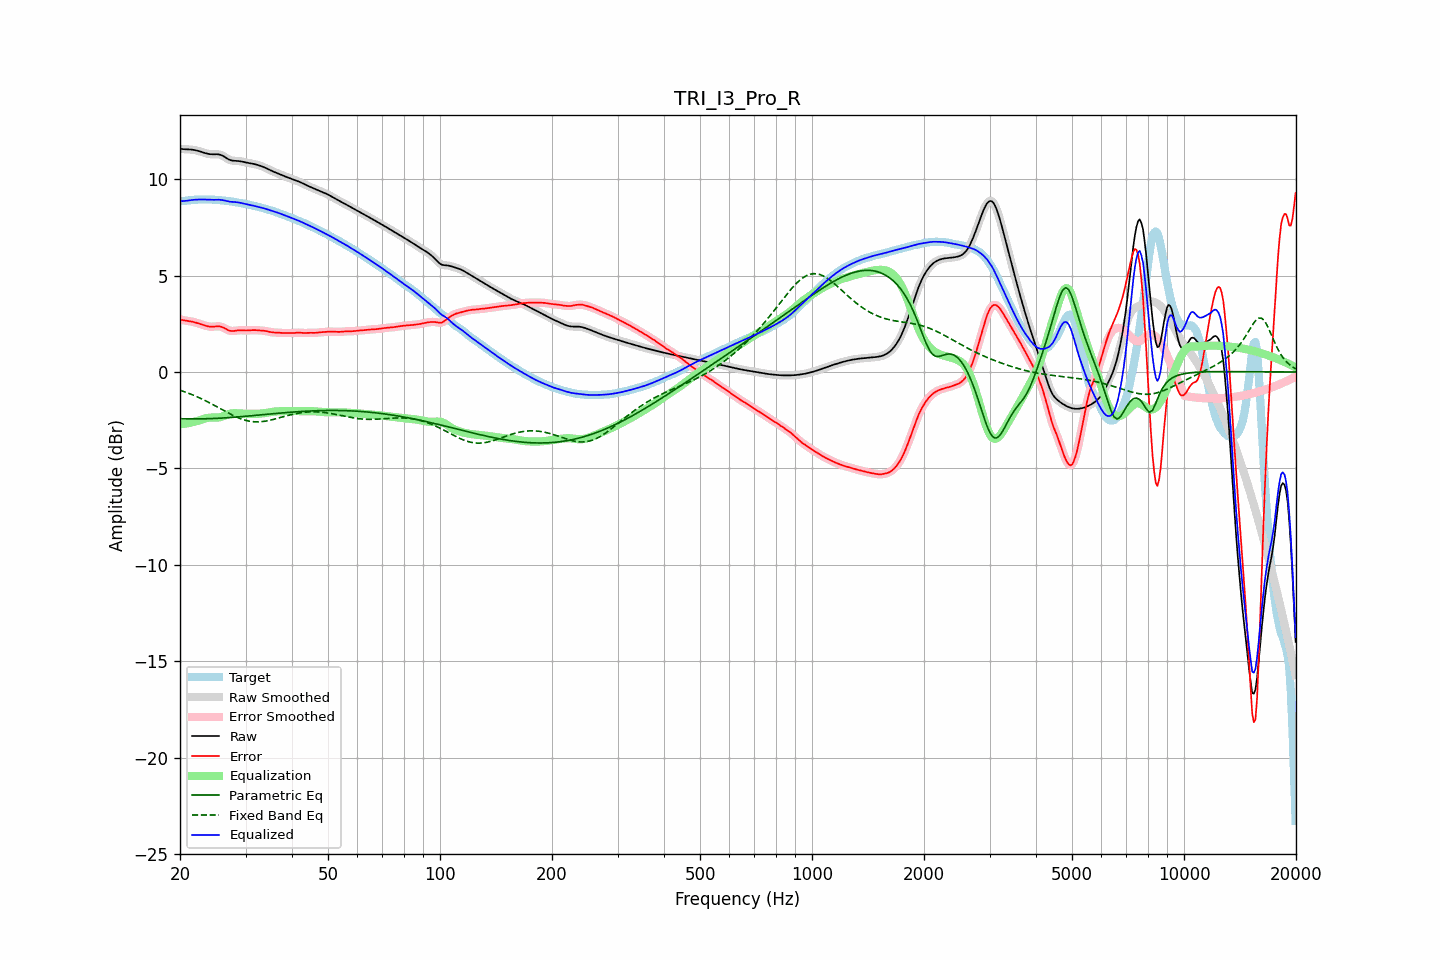 TRI_I3_Pro_R
Amplitude (dBr)
10
5
0
−5
−10
−15
−20
−25
Target
Raw Smoothed
Error Smoothed
Raw
Error
Equalization
Parametric Eq
Fixed Band Eq
Equalized
20 50 100 200 500 1000 2000 5000 10000 20000
Frequency (Hz)